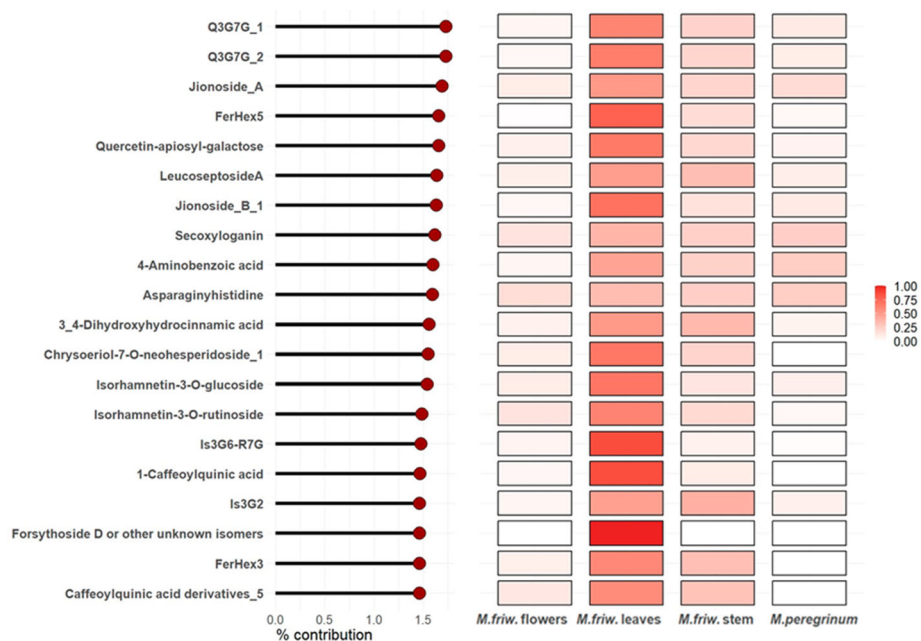 Q3G7G_1
Q3G7G_2
Jionoside_A
FerHex5
Quercetin-apiosyl-galactose
LeucoseptosideA
Jionoside_B_1
Secoxyloganin
4-Aminobenzoic acid
Asparaginyhistidine
3_4-Dihydroxyhydrocinnamic acid
Chrysoeriol-7-O-neohesperidoside_1
Isorhamnetin-3-O-glucoside
Isorhamnetin-3-O-rutinoside
Is3G6-R7G
1-Caffeoylquinic acid
Is3G2
Forsythoside D or other unknown isomers
FerHex3
Caffeoylquinic acid derivatives_5
0.0 0.5 1.0 1.5
% contribution
M.friw. flowers M.friw. leaves M.friw. stem M.peregrinum
1.00
0.75
0.50
0.25
0.00